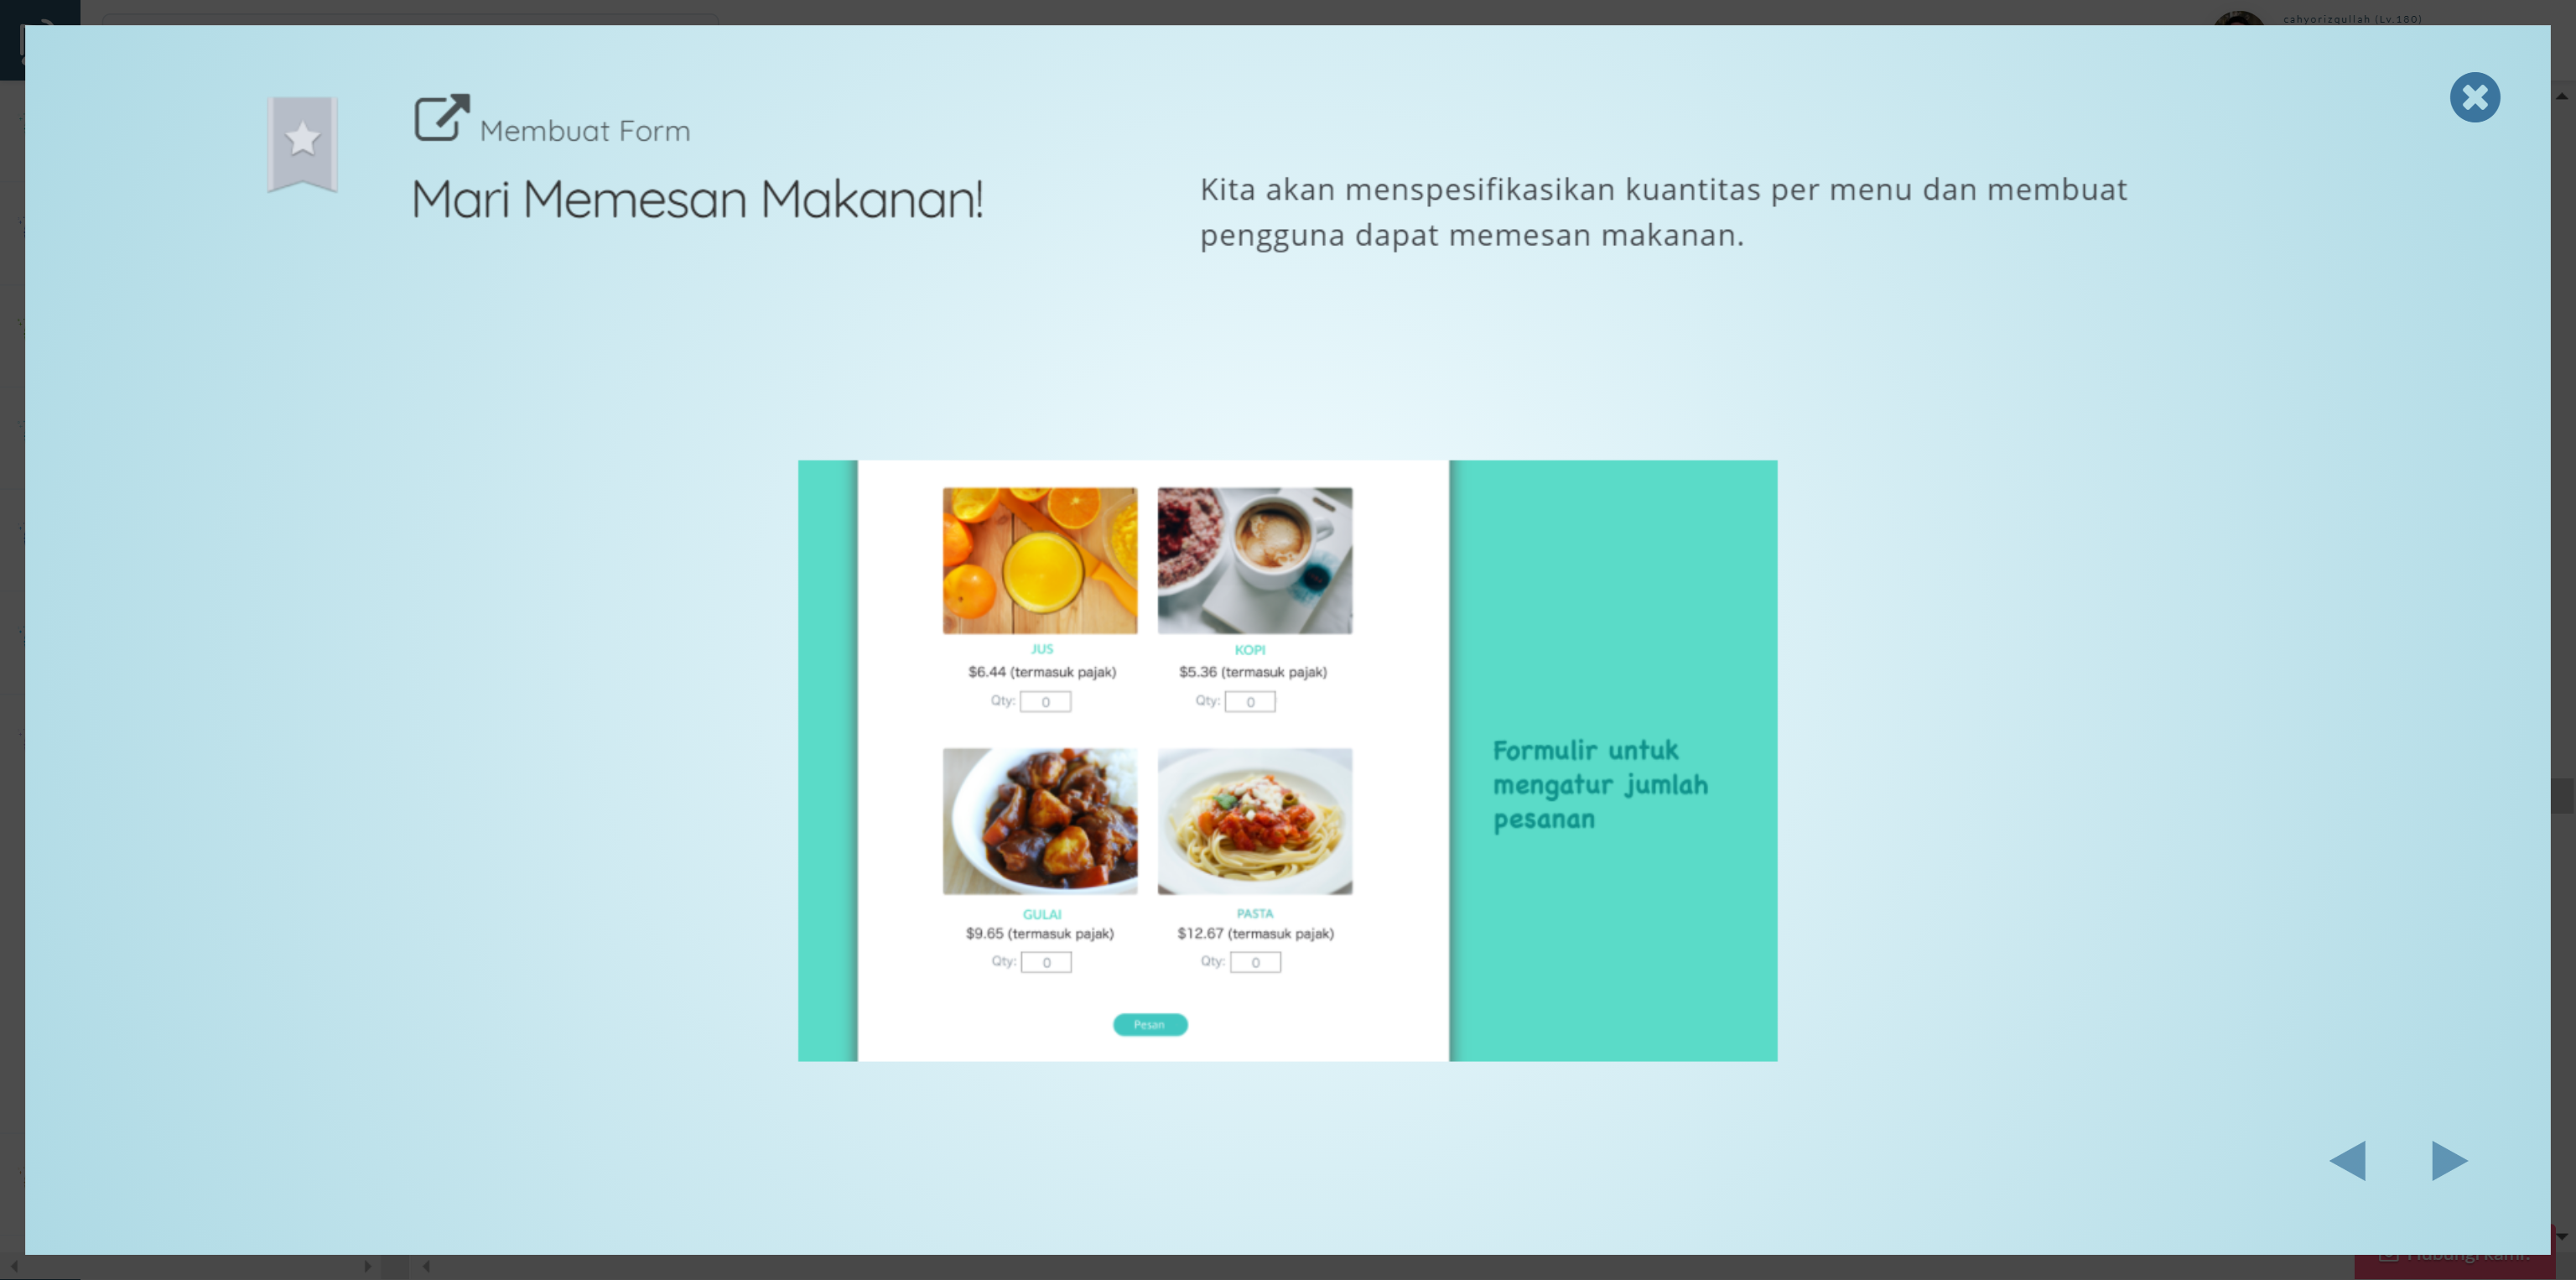 cahyorizqullah (Lv.180)
Membuat Form
Mari Memesan Makanan!
Kita akan menspesifikasikan kuantitas per menu dan membuat
pengguna dapat memesan makanan.
JUS
$6.44 (termasuk pajak)
Qty: 0
KOPI
$5.36 (termasuk pajak)
Qty: 0
GULAI
$9.65 (termasuk pajak)
Qty: 0
PASTA
$12.67 (termasuk pajak)
Qty: 0
Pesan
Formulir untuk
mengatur jumlah
pesanan
Hubungi kami!